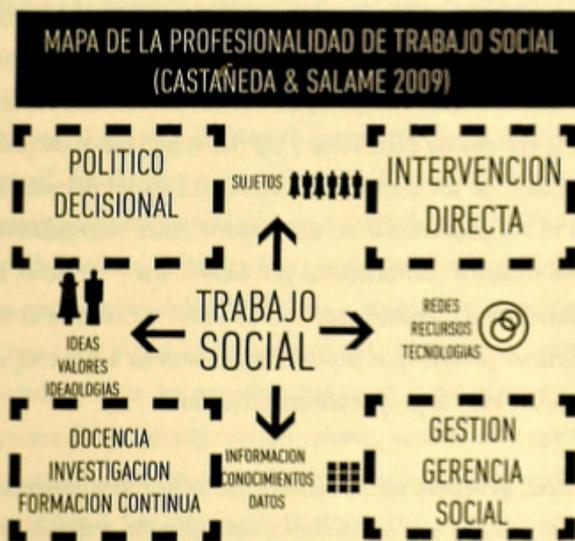 MAPA DE LA PROFESIONALIDAD DE TRABAJO SOCIAL
(CASTAÑEDA & SALAME 2009)
POLITICO
DECISIONAL
SUJETOS
INTERVENCION
DIRECTA
IDEAS
VALORES
IDEADLOGIAS
TRABAJO
SOCIAL
REDES
RECURSOS
TECNOLOGIAS
DOCENCIA
INVESTIGACION
FORMACION CONTINUA
INFORMACION
CONOCIMIENTOS
DATOS
GESTION
GERENCIA
SOCIAL